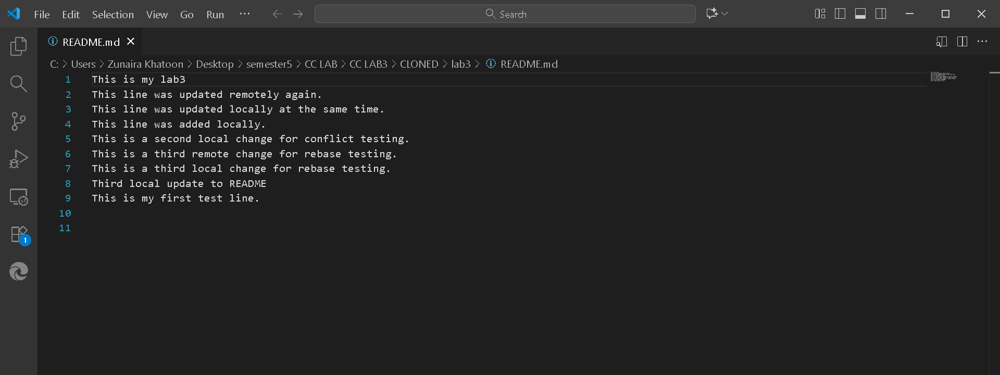 File Edit Selection View Go Run ··· Search
README.md
C: > Users > Zunaira Khatoon > Desktop > semester5 > CC LAB > CC LAB3 > CLONED > lab3 > README.md
1 This is my lab3
2 This line was updated remotely again.
3 This line was updated locally at the same time.
4 This line was added locally.
5 This is a second local change for conflict testing.
6 This is a third remote change for rebase testing.
7 This is a third local change for rebase testing.
8 Third local update to README
9 This is my first test line.
10
11
1